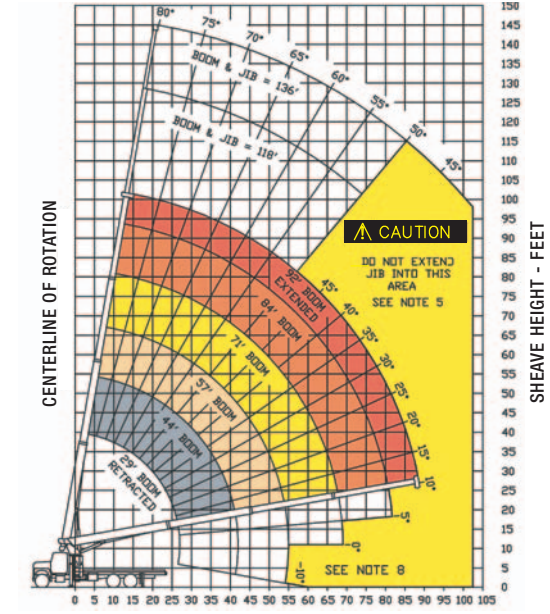 80°
75°
70°
65°
60°
55°
50°
45°
BOOM & JIB = 136'
BOOM & JIB = 118'
CENTERLINE OF ROTATION
⚠ CAUTION
DO NOT EXTEND
JIB INTO THIS
AREA
SEE NOTE 5
92' BOOM
EXTENDED
84' BOOM
71' BOOM
57' BOOM
44' BOOM
29' BOOM
RETRACTED
45°
40°
35°
30°
25°
20°
15°
10°
5°
0°
-10°
SEE NOTE 8
150
145
140
135
130
125
120
115
110
105
100
95
90
85
80
75
70
65
60
55
50
45
40
35
30
25
20
15
10
5
0
SHEAVE HEIGHT - FEET
0 5 10 15 20 25 30 35 40 45 50 55 60 65 70 75 80 85 90 95 100 105